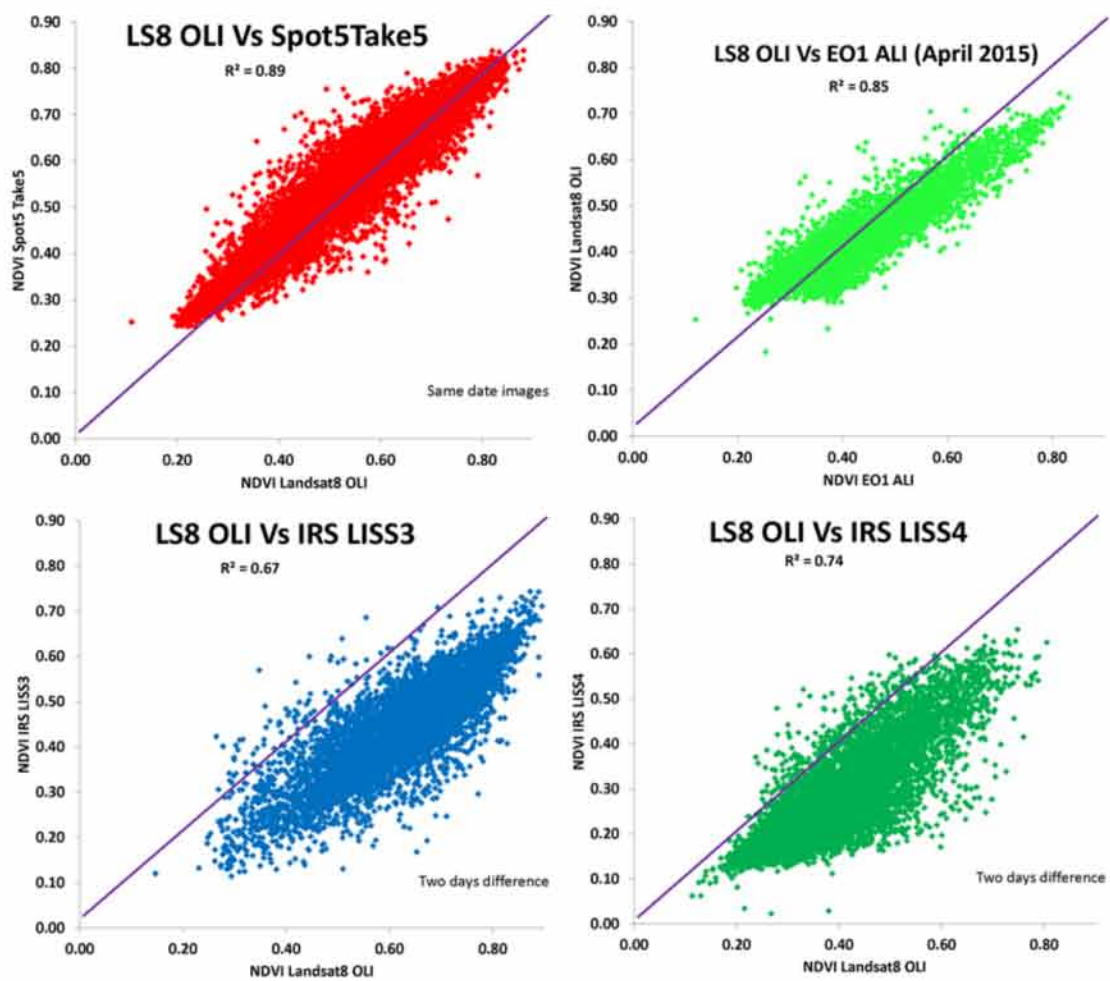 LS8 OLI Vs Spot5Take5
R² = 0.89
0.90
0.80
0.70
0.60
0.50
0.40
0.30
0.20
0.10
0.00
NDVI Spot5 Take5
Same date images
0.00 0.20 0.40 0.60 0.80
NDVI Landsat8 OLI
LS8 OLI Vs EO1 ALI (April 2015)
R² = 0.85
0.90
0.80
0.70
0.60
0.50
0.40
0.30
0.20
0.10
0.00
NDVI Landsat8 OLI
0.00 0.20 0.40 0.60 0.80
NDVI EO1 ALI
LS8 OLI Vs IRS LISS3
R² = 0.67
0.90
0.80
0.70
0.60
0.50
0.40
0.30
0.20
0.10
0.00
NDVI IRS LISS3
Two days difference
0.00 0.20 0.40 0.60 0.80
NDVI Landsat8 OLI
LS8 OLI Vs IRS LISS4
R² = 0.74
0.90
0.80
0.70
0.60
0.50
0.40
0.30
0.20
0.10
0.00
NDVI IRS LISS4
Two days difference
0.00 0.20 0.40 0.60 0.80
NDVI Landsat8 OLI